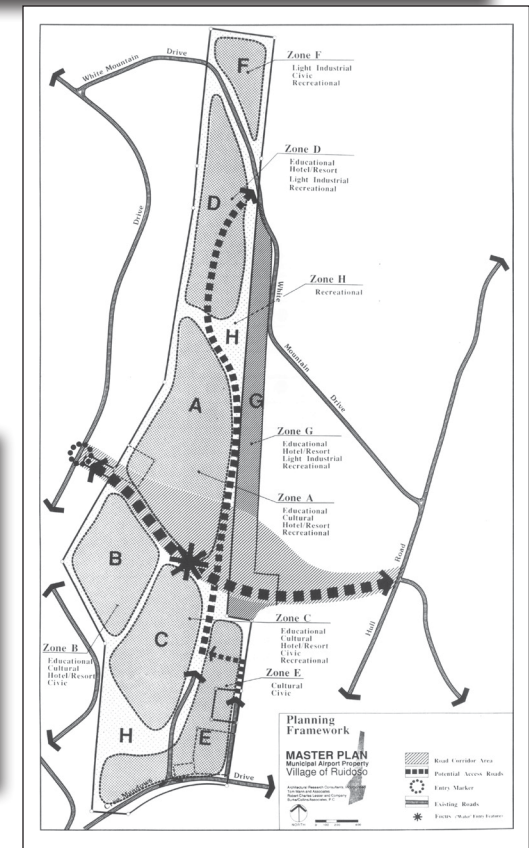 Zone F
Light Industrial
Civic
Recreational
F
White Mountain Drive
Zone D
Educational
Hotel/Resort
Light Industrial
Recreational
D
Drive
Zone H
Recreational
White
Mountain
Drive
H
A
G
Zone G
Educational
Hotel/Resort
Light Industrial
Recreational
Zone A
Educational
Cultural
Hotel/Resort
Recreational
Road
Hull
B
C
Zone C
Educational
Cultural
Hotel/Resort
Civic
Recreational
Zone B
Educational
Cultural
Hotel/Resort
Civic
Zone E
Cultural
Civic
H
E
Meadows Drive
Planning
Framework
MASTER PLAN
Municipal Airport Property
Village of Ruidoso
NORTH
Road Corridor Area
Potential Access Roads
Entry Marker
Existing Roads
Focus